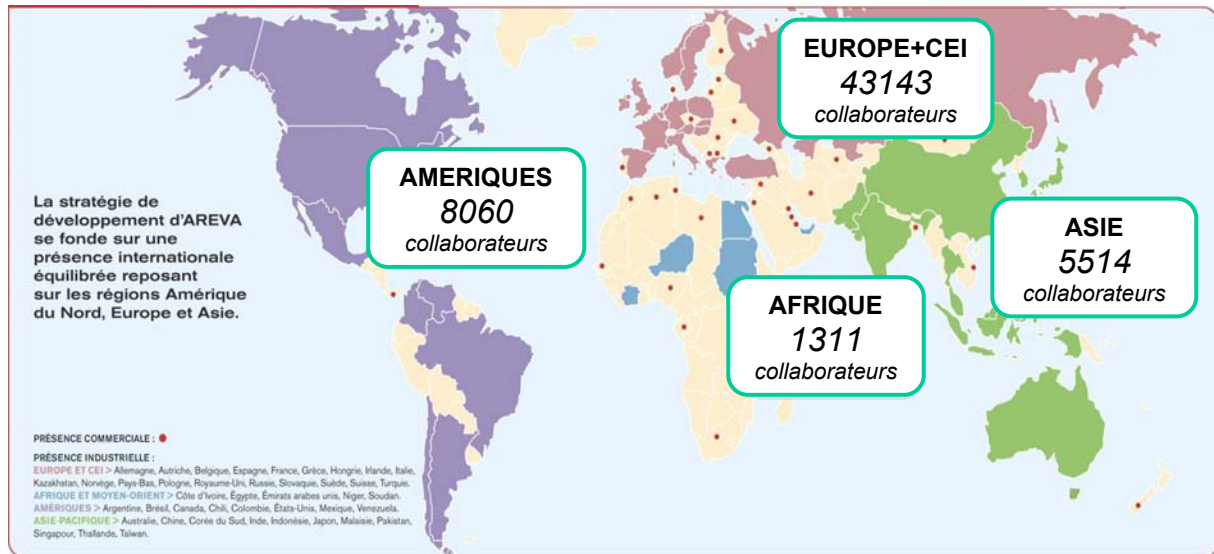 EUROPE+CEI
43143
collaborateurs
AMERIQUES
8060
collaborateurs
La stratégie de
développement d'AREVA
se fonde sur une
présence internationale
équilibrée reposant
sur les régions Amérique
du Nord, Europe et Asie.
ASIE
5514
collaborateurs
AFRIQUE
1311
collaborateurs
PRÉSENCE COMMERCIALE :
PRÉSENCE INDUSTRIELLE :
EUROPE ET CEI > Allemagne, Autriche, Belgique, Espagne, France, Grèce, Hongrie, Irlande, Italie,
Kazakhstan, Norvège, Pays-Bas, Pologne, Royaume-Uni, Russie, Slovaquie, Suède, Suisse, Turquie.
AFRIQUE ET MOYEN-ORIENT > Côte d'Ivoire, Égypte, Émirats arabes unis, Niger, Soudan.
AMÉRIQUES > Argentine, Brésil, Canada, Chili, Colombie, États-Unis, Mexique, Venezuela.
ASIE-PACIFIQUE > Australie, Chine, Corée du Sud, Inde, Indonésie, Japon, Malaisie, Pakistan,
Singapour, Thaïlande, Taïwan.